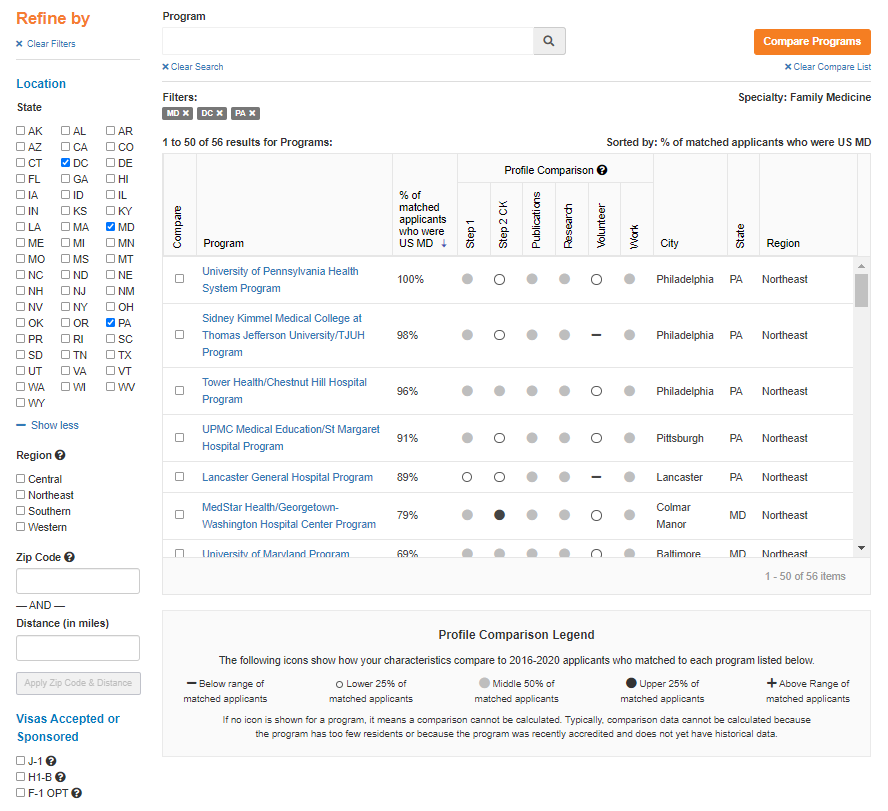 Refine by
✕ Clear Filters
Location
State
AK AL AR
AZ CA CO
CT DC DE
FL GA HI
IA ID IL
IN KS KY
LA MA MD
ME MI MN
MO MS MT
NC ND NE
NH NJ NM
NV NY OH
OK OR PA
PR RI SC
SD TN TX
UT VA VT
WA WI WV
WY
Show less
Region ?
Central
Northeast
Southern
Western
Zip Code ?
— AND —
Distance (in miles)
Apply Zip Code & Distance
Visas Accepted or
Sponsored
J-1 ?
H1-B ?
F-1 OPT ?
Program
Compare Programs
✕ Clear Search
✕ Clear Compare List
Filters:
Specialty: Family Medicine
MD ✕ DC ✕ PA ✕
1 to 50 of 56 results for Programs:
Sorted by: % of matched applicants who were US MD
Profile Comparison ?
Compare
Program
% of
matched
applicants
who were
US MD ↓
Step 1
Step 2 CK
Publications
Research
Volunteer
Work
City
State
Region
University of Pennsylvania Health
System Program
100% Philadelphia PA Northeast
Sidney Kimmel Medical College at
Thomas Jefferson University/TJUH
Program
98% Philadelphia PA Northeast
Tower Health/Chestnut Hill Hospital
Program
96% Philadelphia PA Northeast
UPMC Medical Education/St Margaret
Hospital Program
91% Pittsburgh PA Northeast
Lancaster General Hospital Program 89% Lancaster PA Northeast
MedStar Health/Georgetown-
Washington Hospital Center Program
79% Colmar
Manor
MD Northeast
University of Maryland Program 69% Baltimore MD Northeast
1 - 50 of 56 items
Profile Comparison Legend
The following icons show how your characteristics compare to 2016-2020 applicants who matched to each program listed below.
Below range of
matched applicants
Lower 25% of
matched applicants
Middle 50% of
matched applicants
Upper 25% of
matched applicants
Above Range of
matched applicants
If no icon is shown for a program, it means a comparison cannot be calculated. Typically, comparison data cannot be calculated because
the program has too few residents or because the program was recently accredited and does not yet have historical data.